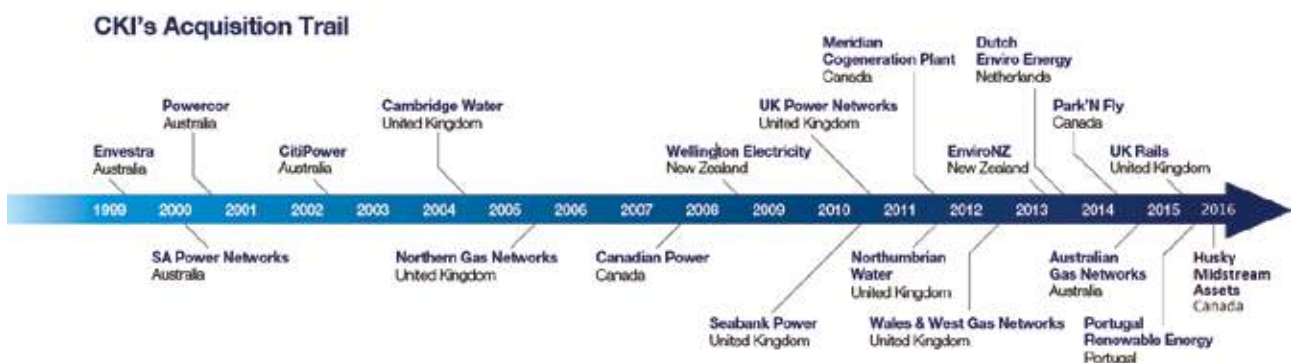 CKI's Acquisition Trail
Meridian
Cogeneration Plant
Canada
Dutch
Enviro Energy
Netherlands
Powercor
Australia
Cambridge Water
United Kingdom
UK Power Networks
United Kingdom
Park'N Fly
Canada
Envestra
Australia
CitiPower
Australia
Wellington Electricity
New Zealand
EnviroNZ
New Zealand
UK Rails
United Kingdom
1999 2000 2001 2002 2003 2004 2005 2006 2007 2008 2009 2010 2011 2012 2013 2014 2015 2016
SA Power Networks
Australia
Northern Gas Networks
United Kingdom
Canadian Power
Canada
Northumbrian
Water
United Kingdom
Australian
Gas Networks
Australia
Husky
Midstream
Assets
Canada
Seabank Power
United Kingdom
Wales & West Gas Networks
United Kingdom
Portugal
Renewable Energy
Portugal